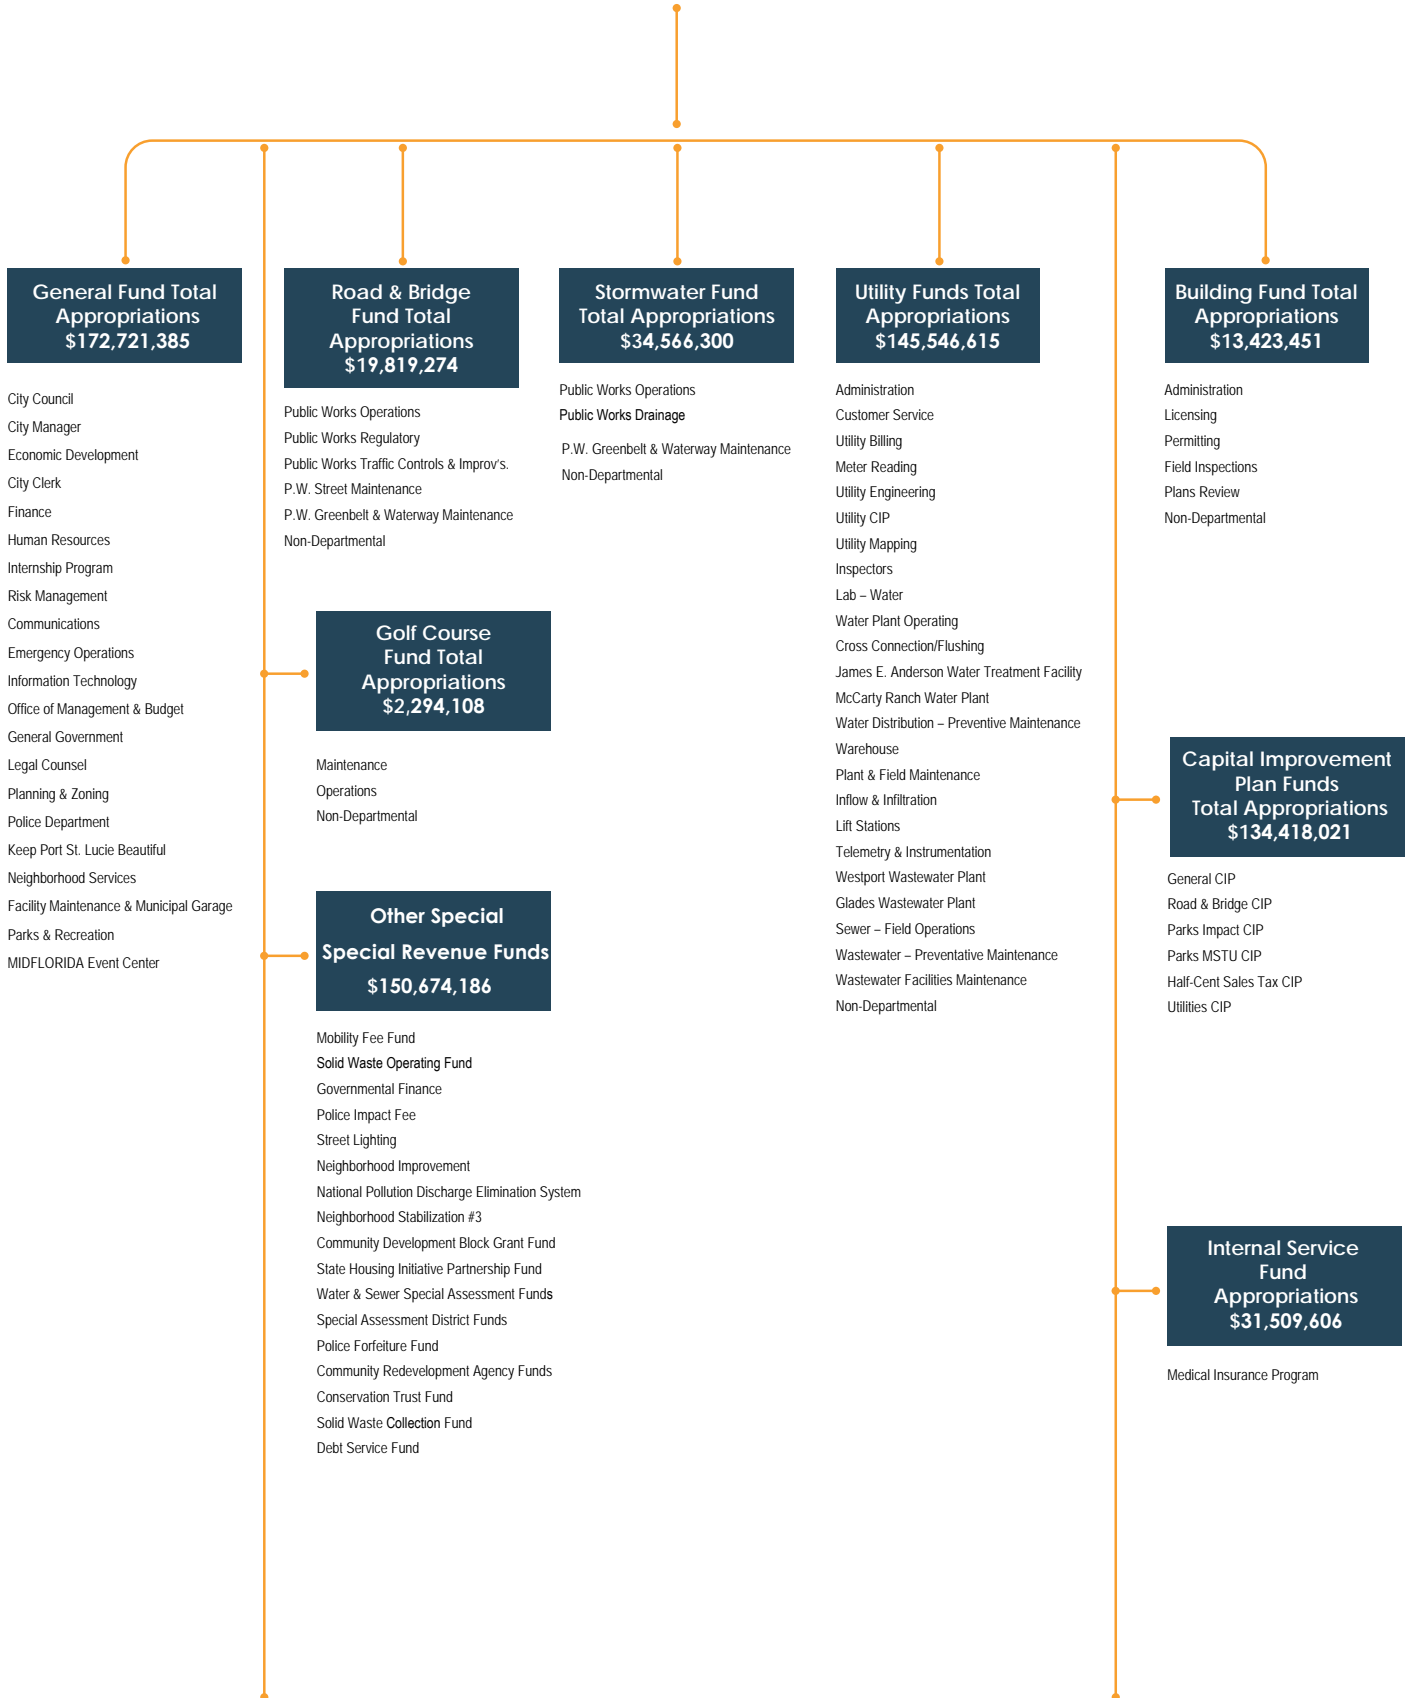 General Fund Total
Appropriations
$172,721,385
City Council
City Manager
Economic Development
City Clerk
Finance
Human Resources
Internship Program
Risk Management
Communications
Emergency Operations
Information Technology
Office of Management & Budget
General Government
Legal Counsel
Planning & Zoning
Police Department
Keep Port St. Lucie Beautiful
Neighborhood Services
Facility Maintenance & Municipal Garage
Parks & Recreation
MIDFLORIDA Event Center
Road & Bridge
Fund Total
Appropriations
$19,819,274
Public Works Operations
Public Works Regulatory
Public Works Traffic Controls & Improv's.
P.W. Street Maintenance
P.W. Greenbelt & Waterway Maintenance
Non-Departmental
Golf Course
Fund Total
Appropriations
$2,294,108
Maintenance
Operations
Non-Departmental
Other Special
Special Revenue Funds
$150,674,186
Mobility Fee Fund
Solid Waste Operating Fund
Governmental Finance
Police Impact Fee
Street Lighting
Neighborhood Improvement
National Pollution Discharge Elimination System
Neighborhood Stabilization #3
Community Development Block Grant Fund
State Housing Initiative Partnership Fund
Water & Sewer Special Assessment Funds
Special Assessment District Funds
Police Forfeiture Fund
Community Redevelopment Agency Funds
Conservation Trust Fund
Solid Waste Collection Fund
Debt Service Fund
Stormwater Fund
Total Appropriations
$34,566,300
Public Works Operations
Public Works Drainage
P.W. Greenbelt & Waterway Maintenance
Non-Departmental
Utility Funds Total
Appropriations
$145,546,615
Administration
Customer Service
Utility Billing
Meter Reading
Utility Engineering
Utility CIP
Utility Mapping
Inspectors
Lab – Water
Water Plant Operating
Cross Connection/Flushing
James E. Anderson Water Treatment Facility
McCarty Ranch Water Plant
Water Distribution – Preventive Maintenance
Warehouse
Plant & Field Maintenance
Inflow & Infiltration
Lift Stations
Telemetry & Instrumentation
Westport Wastewater Plant
Glades Wastewater Plant
Sewer – Field Operations
Wastewater – Preventative Maintenance
Wastewater Facilities Maintenance
Non-Departmental
Building Fund Total
Appropriations
$13,423,451
Administration
Licensing
Permitting
Field Inspections
Plans Review
Non-Departmental
Capital Improvement
Plan Funds
Total Appropriations
$134,418,021
General CIP
Road & Bridge CIP
Parks Impact CIP
Parks MSTU CIP
Half-Cent Sales Tax CIP
Utilities CIP
Internal Service
Fund
Appropriations
$31,509,606
Medical Insurance Program